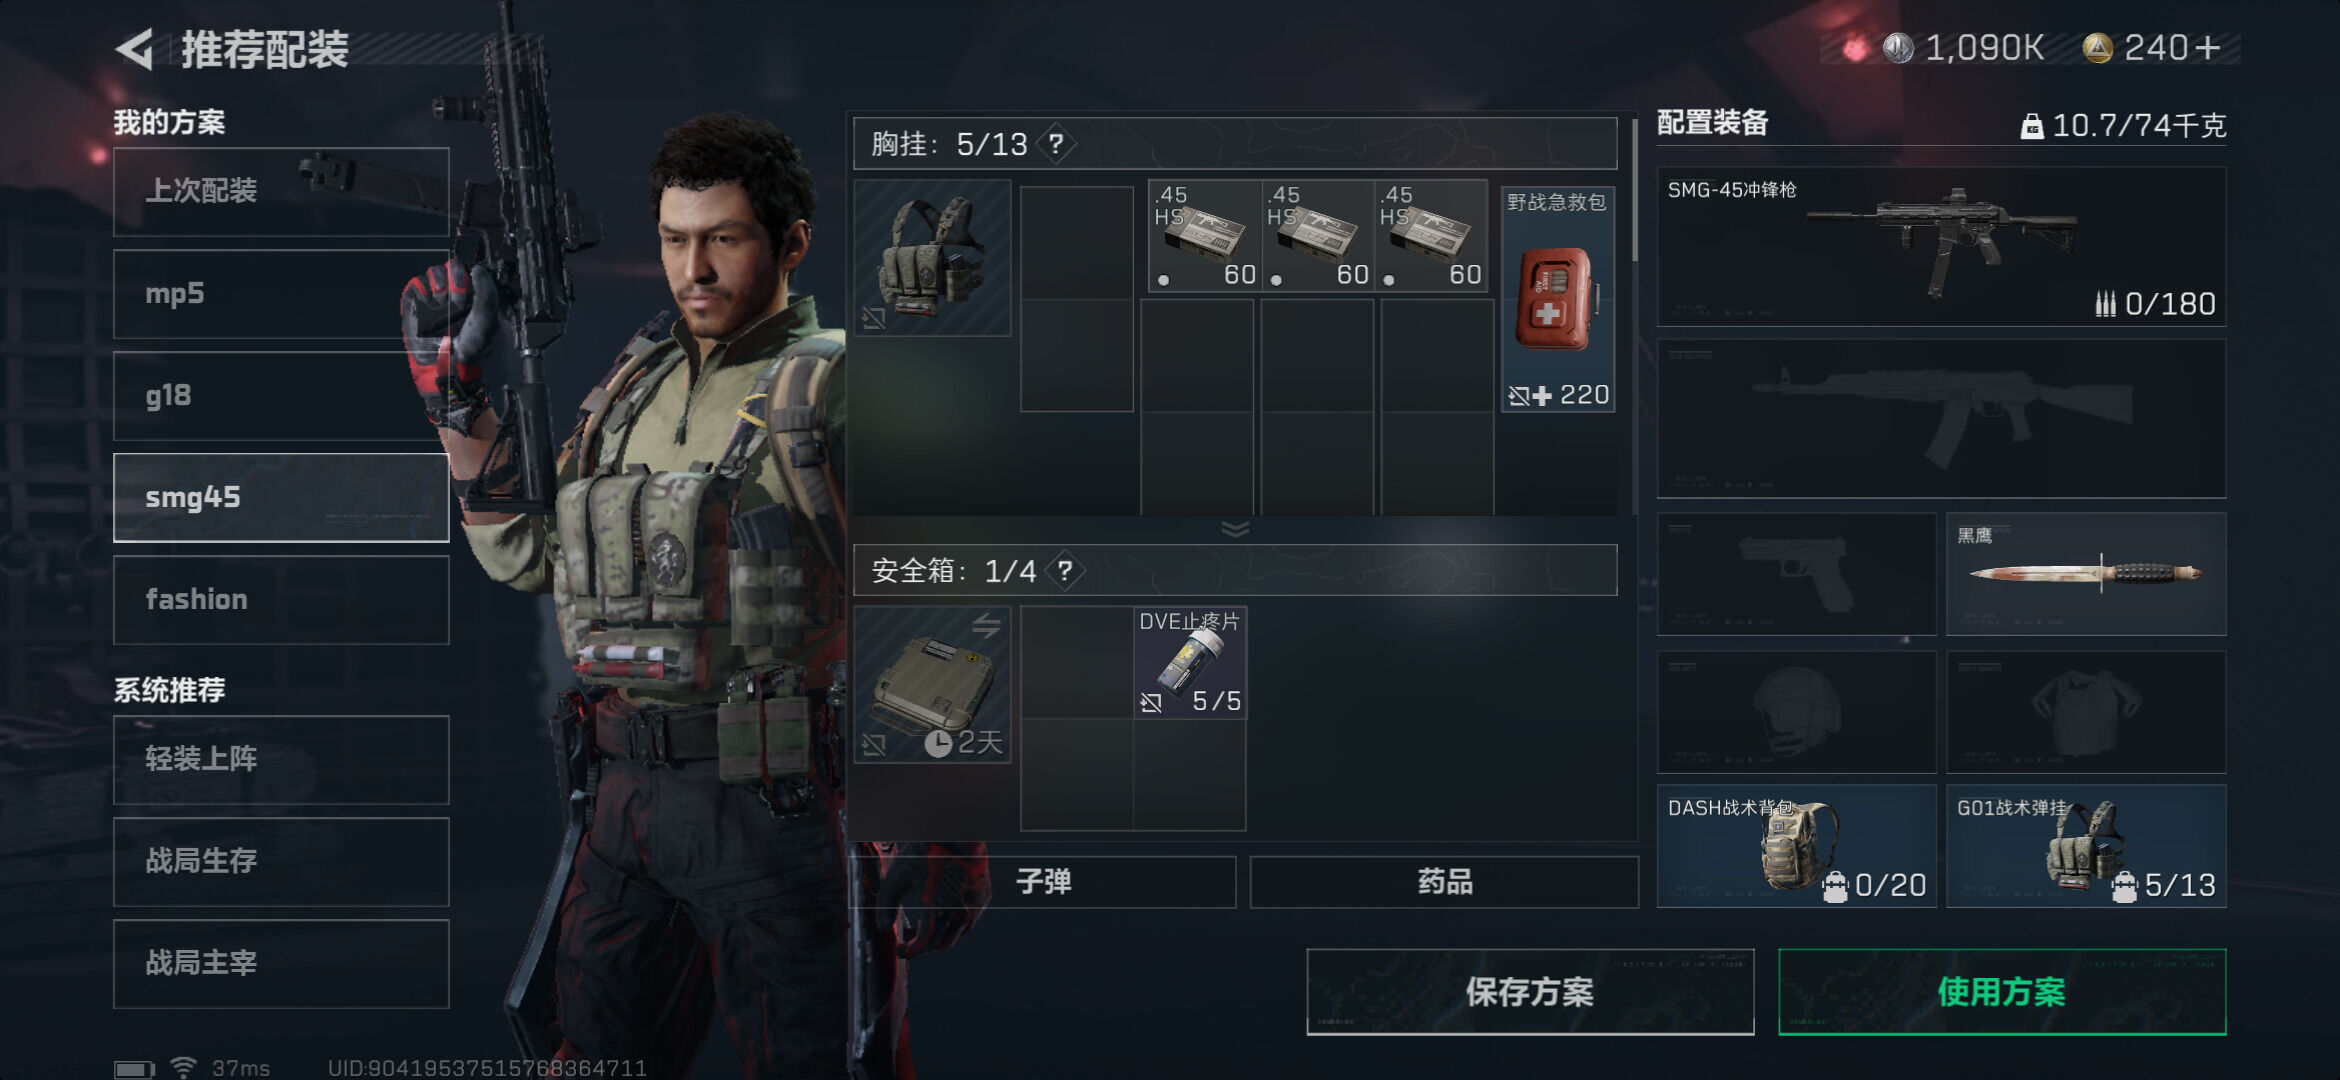 推荐配装
1,090K
240+
我的方案
上次配装
mp5
g18
smg45
fashion
系统推荐
轻装上阵
战局生存
战局主宰
胸挂：5/13 ?
.45 HS 60
.45 HS 60
.45 HS 60
野战急救包
FIRST AID
220
安全箱：1/4 ?
2天
DVE止疼片
5/5
子弹
药品
配置装备
KG 10.7/74千克
SMG-45冲锋枪
0/180
黑鹰
DASH战术背包
0/20
G01战术弹挂
5/13
保存方案
使用方案
37ms
UID:904195375157683647​11